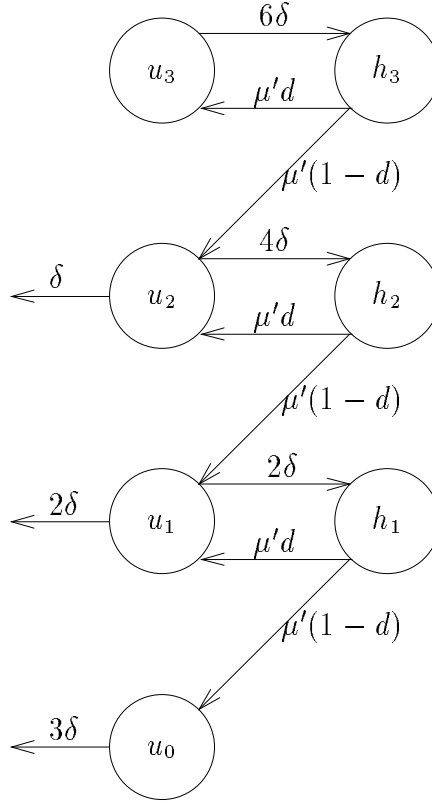 6δ
u₃ h₃
μ′d
μ′(1 − d)
4δ
δ
u₂ h₂
μ′d
μ′(1 − d)
2δ
2δ
u₁ h₁
μ′d
μ′(1 − d)
3δ
u₀